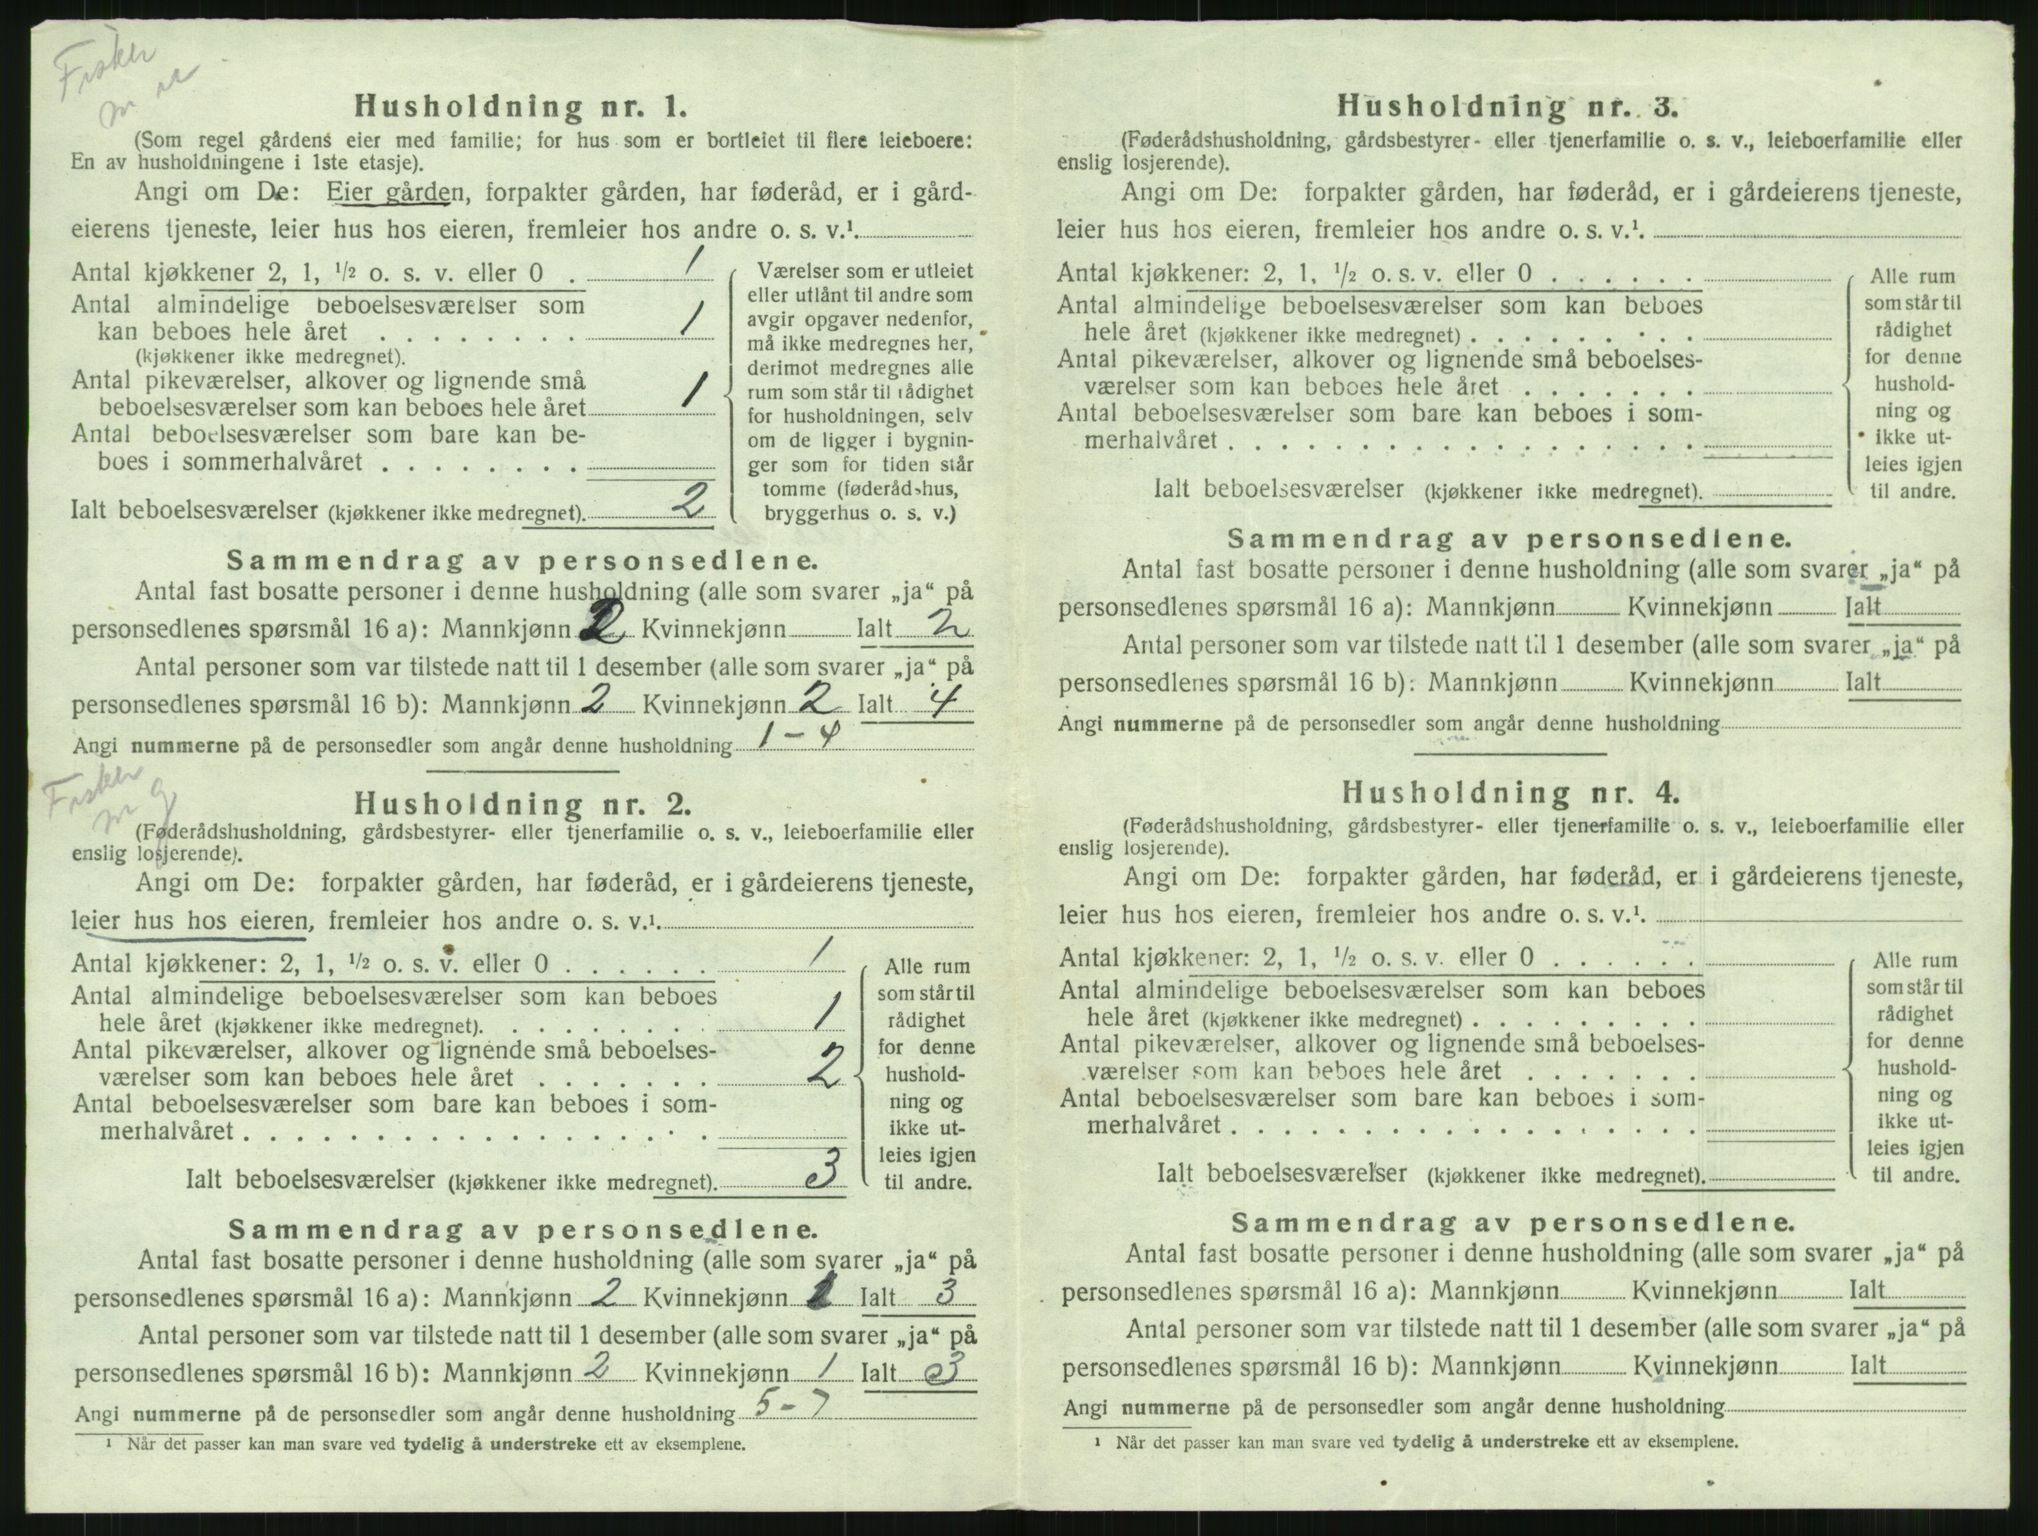 Fisker
m
Husholdning nr. 1.
(Som regel gårdens eier med familie; for hus som er bortleiet til flere leieboere:
En av husholdningene i 1ste etasje).
Angi om De: Eier gården, forpakter gården, har føderåd, er i gård-
eierens tjeneste, leier hus hos eieren, fremleier hos andre o. s. v.¹.
Antal kjøkkener 2, 1, 1/2 o. s. v. eller 0 . 1
Antal almindelige beboelsesværelser som
kan beboes hele året . . . . . . . . 1
(kjøkkener ikke medregnet).
Antal pikeværelser, alkover og lignende små
beboelsesværelser som kan beboes hele året 1
Antal beboelsesværelser som bare kan be-
boes i sommerhalvåret . . . . . . . .
Ialt beboelsesværelser (kjøkkener ikke medregnet). 2
Værelser som er utleiet
eller utlånt til andre som
avgir opgaver nedenfor,
må ikke medregnes her,
derimot medregnes alle
rum som står til rådighet
for husholdningen, selv
om de ligger i bygnin-
ger som for tiden står
tomme (føderådshus,
bryggerhus o. s. v.)
Sammendrag av personsedlene.
Antal fast bosatte personer i denne husholdning (alle som svarer „ja“ på
personsedlenes spørsmål 16 a): Mannkjønn 2 Kvinnekjønn Ialt 2
Antal personer som var tilstede natt til 1 desember (alle som svarer „ja“ på
personsedlenes spørsmål 16 b): Mannkjønn 2 Kvinnekjønn 2 Ialt 4
Angi nummerne på de personsedler som angår denne husholdning 1 - 4
Fisker
m g
Husholdning nr. 2.
(Føderådshusholdning, gårdsbestyrer- eller tjenerfamilie o. s. v., leieboerfamilie eller
enslig losjerende).
Angi om De: forpakter gården, har føderåd, er i gårdeierens tjeneste,
leier hus hos eieren, fremleier hos andre o. s. v.¹.
Antal kjøkkener: 2, 1, 1/2 o. s. v. eller 0 . . . . . . 1
Antal almindelige beboelsesværelser som kan beboes
hele året (kjøkkener ikke medregnet). . . . . . . . . 1
Antal pikeværelser, alkover og lignende små beboelses-
værelser som kan beboes hele året . . . . . . . 2
Antal beboelsesværelser som bare kan beboes i som-
merhalvåret . . . . . . . . . . . . . . . . . .
Ialt beboelsesværelser (kjøkkener ikke medregnet). 3
Alle rum
som står til
rådighet
for denne
hushold-
ning og
ikke ut-
leies igjen
til andre.
Sammendrag av personsedlene.
Antal fast bosatte personer i denne husholdning (alle som svarer „ja“ på
personsedlenes spørsmål 16 a): Mannkjønn 2 Kvinnekjønn 1 Ialt 3
Antal personer som var tilstede natt til 1 desember (alle som svarer „ja“ på
personsedlenes spørsmål 16 b): Mannkjønn 2 Kvinnekjønn 1 Ialt 3
Angi nummerne på de personsedler som angår denne husholdning 5 - 7
¹ Når det passer kan man svare ved tydelig å understreke ett av eksemplene.
Husholdning nr. 3.
(Føderådshusholdning, gårdsbestyrer- eller tjenerfamilie o. s. v., leieboerfamilie eller
enslig losjerende).
Angi om De: forpakter gården, har føderåd, er i gårdeierens tjeneste,
leier hus hos eieren, fremleier hos andre o. s. v.¹.
Antal kjøkkener: 2, 1, 1/2 o. s. v. eller 0 . . . . . .
Antal almindelige beboelsesværelser som kan beboes
hele året (kjøkkener ikke medregnet) . . . . . . . . .
Antal pikeværelser, alkover og lignende små beboelses-
værelser som kan beboes hele året . . . . . . .
Antal beboelsesværelser som bare kan beboes i som-
merhalvåret . . . . . . . . . . . . . . . . . .
Ialt beboelsesværelser (kjøkkener ikke medregnet).
Alle rum
som står til
rådighet
for denne
hushold-
ning og
ikke ut-
leies igjen
til andre.
Sammendrag av personsedlene.
Antal fast bosatte personer i denne husholdning (alle som svarer „ja“ på
personsedlenes spørsmål 16 a): Mannkjønn Kvinnekjønn Ialt
Antal personer som var tilstede natt til 1 desember (alle som svarer „ja“ på
personsedlenes spørsmål 16 b): Mannkjønn Kvinnekjønn Ialt
Angi nummerne på de personsedler som angår denne husholdning
Husholdning nr. 4.
(Føderådshusholdning, gårdsbestyrer- eller tjenerfamilie o. s. v., leieboerfamilie eller
enslig losjerende).
Angi om De: forpakter gården, har føderåd, er i gårdeierens tjeneste,
leier hus hos eieren, fremleier hos andre o. s. v.¹.
Antal kjøkkener: 2, 1, 1/2 o. s. v. eller 0 . . . . . .
Antal almindelige beboelsesværelser som kan beboes
hele året (kjøkkener ikke medregnet) . . . . . . . . .
Antal pikeværelser, alkover og lignende små beboelses-
værelser som kan beboes hele året . . . . . . .
Antal beboelsesværelser som bare kan beboes i som-
merhalvåret . . . . . . . . . . . . . . . . . .
Ialt beboelsesværelser (kjøkkener ikke medregnet).
Alle rum
som står til
rådighet
for denne
hushold-
ning og
ikke ut-
leies igjen
til andre.
Sammendrag av personsedlene.
Antal fast bosatte personer i denne husholdning (alle som svarer „ja“ på
personsedlenes spørsmål 16 a): Mannkjønn Kvinnekjønn Ialt
Antal personer som var tilstede natt til 1 desember (alle som svarer „ja“ på
personsedlenes spørsmål 16 b): Mannkjønn Kvinnekjønn Ialt
Angi nummerne på de personsedler som angår denne husholdning
¹ Når det passer kan man svare ved tydelig å understreke ett av eksemplene.